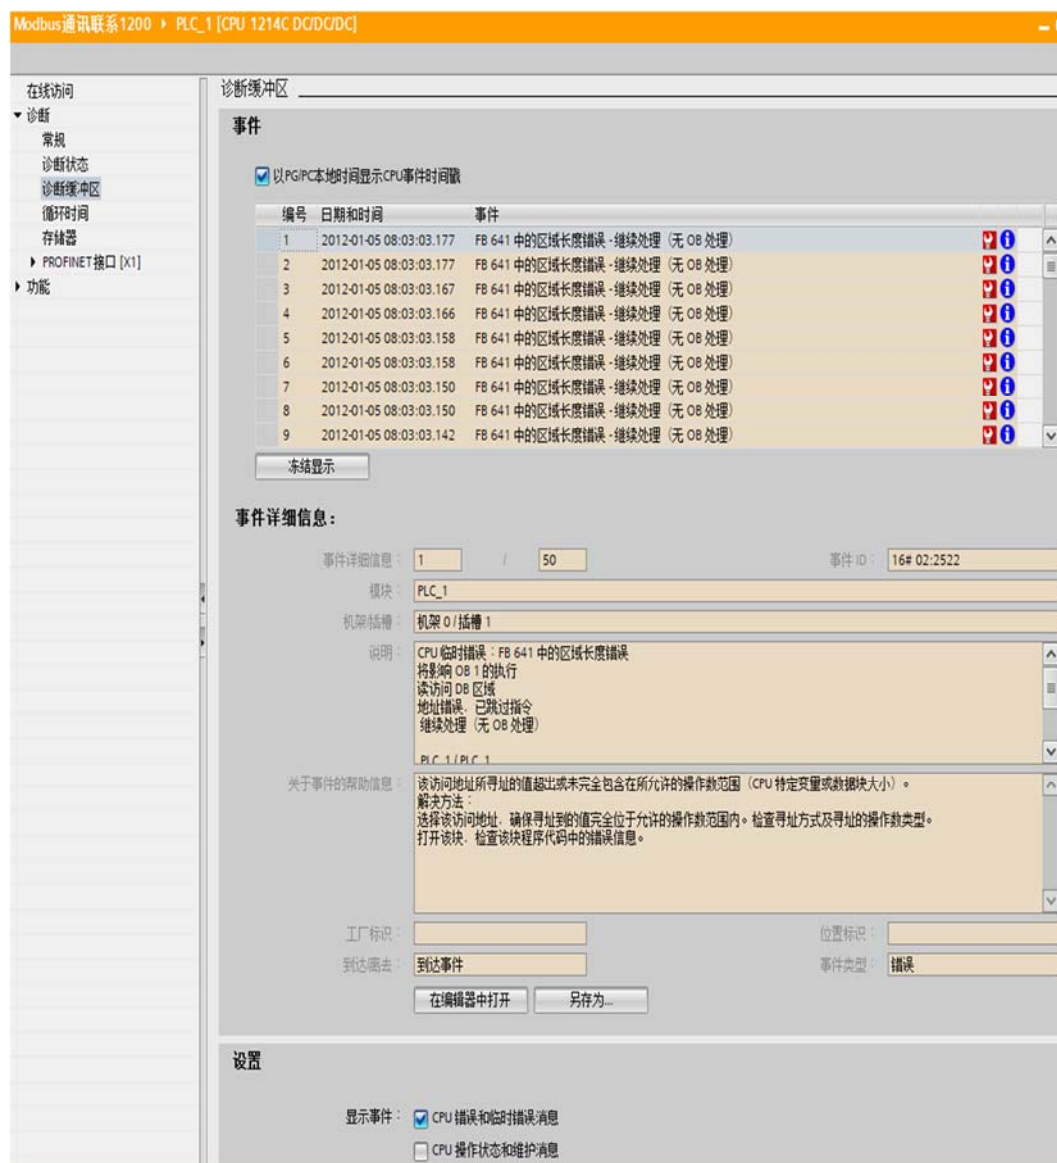 Modbus通讯联系1200 ▸ PLC_1 [CPU 1214C DC/DC/DC]
在线访问
诊断
常规
诊断状态
诊断缓冲区
循环时间
存储器
PROFINET接口 [X1]
功能
诊断缓冲区
事件
以PG/PC本地时间显示CPU事件时间戳
编号 日期和时间 事件
1 2012-01-05 08:03:03.177 FB 641 中的区域长度错误 -继续处理（无 OB 处理）
2 2012-01-05 08:03:03.177 FB 641 中的区域长度错误 -继续处理（无 OB 处理）
3 2012-01-05 08:03:03.167 FB 641 中的区域长度错误 -继续处理（无 OB 处理）
4 2012-01-05 08:03:03.166 FB 641 中的区域长度错误 -继续处理（无 OB 处理）
5 2012-01-05 08:03:03.158 FB 641 中的区域长度错误 -继续处理（无 OB 处理）
6 2012-01-05 08:03:03.158 FB 641 中的区域长度错误 -继续处理（无 OB 处理）
7 2012-01-05 08:03:03.150 FB 641 中的区域长度错误 -继续处理（无 OB 处理）
8 2012-01-05 08:03:03.150 FB 641 中的区域长度错误 -继续处理（无 OB 处理）
9 2012-01-05 08:03:03.142 FB 641 中的区域长度错误 -继续处理（无 OB 处理）
冻结显示
事件详细信息：
事件详细信息： 1 / 50 事件 ID： 16# 02:2522
模块： PLC_1
机架/插槽： 机架 0 / 插槽 1
说明： CPU 临时错误：FB 641 中的区域长度错误
将影响 OB 1 的执行
读访问 DB 区域
地址错误．已跳过指令
继续处理（无 OB 处理）
PLC_1 / PLC_1
关于事件的帮助信息： 该访问地址所寻址的值超出或未完全包含在所允许的操作数范围（CPU 特定变量或数据块大小）。
解决方法：
选择该访问地址．确保寻址到的值完全位于允许的操作数范围内。检查寻址方式及寻址的操作数类型。
打开该块．检查该块程序代码中的错误信息。
工厂标识： 位置标识：
到达/离去： 到达事件 事件类型： 错误
在编辑器中打开 另存为...
设置
显示事件： CPU 错误和临时错误消息
CPU 操作状态和维护消息